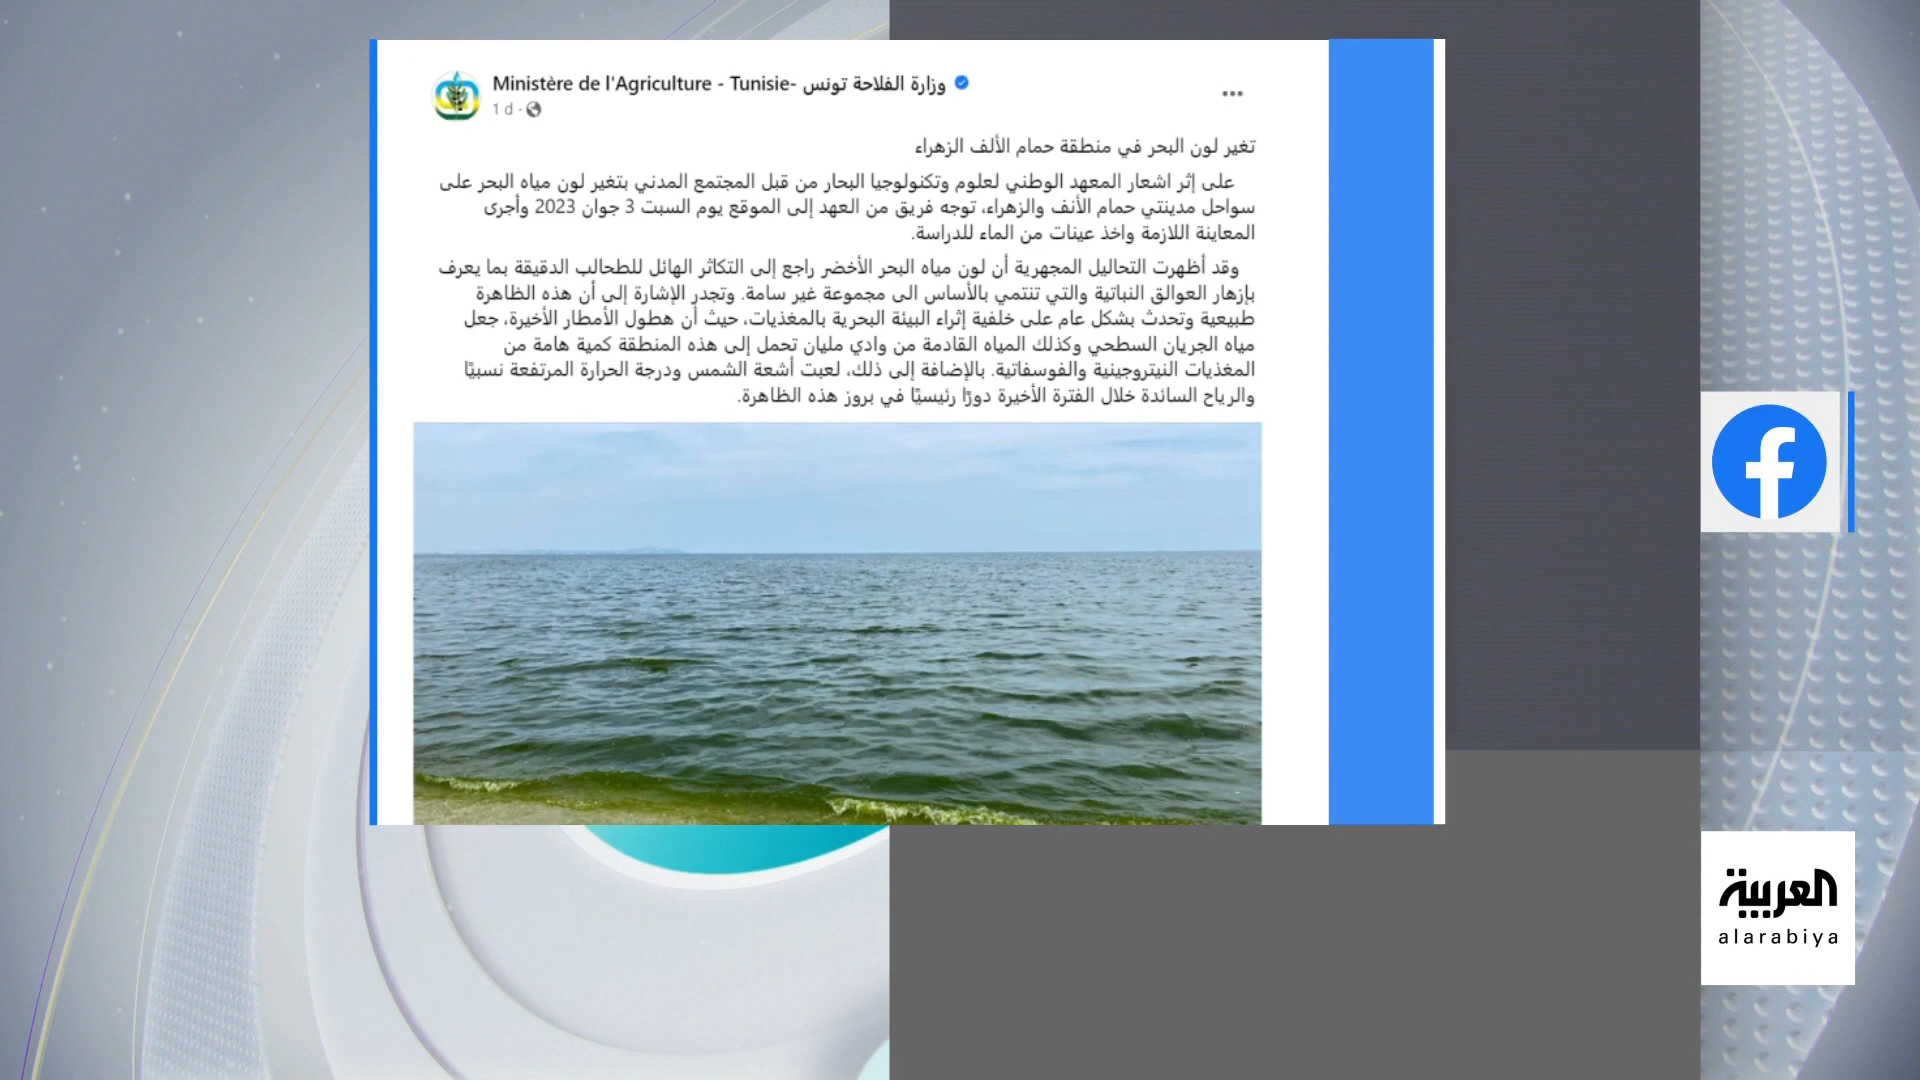 Ministère de l'Agriculture - Tunisie- وزارة الفلاحة تونس
1 d ·
تغير لون البحر في منطقة حمام الألف الزهراء
على إثر اشعار المعهد الوطني لعلوم وتكنولوجيا البحار من قبل المجتمع المدني بتغير لون مياه البحر على
سواحل مدينتي حمام الأنف والزهراء، توجه فريق من العهد إلى الموقع يوم السبت 3 جوان 2023 وأجرى
المعاينة اللازمة واخذ عينات من الماء للدراسة.
وقد أظهرت التحاليل المجهرية أن لون مياه البحر الأخضر راجع إلى التكاثر الهائل للطحالب الدقيقة بما يعرف
بإزهار العوالق النباتية والتي تنتمي بالأساس الى مجموعة غير سامة. وتجدر الإشارة إلى أن هذه الظاهرة
طبيعية وتحدث بشكل عام على خلفية إثراء البيئة البحرية بالمغذيات، حيث أن هطول الأمطار الأخيرة، جعل
مياه الجريان السطحي وكذلك المياه القادمة من وادي مليان تحمل إلى هذه المنطقة كمية هامة من
المغذيات النيتروجينية والفوسفاتية. بالإضافة إلى ذلك، لعبت أشعة الشمس ودرجة الحرارة المرتفعة نسبيًا
والرياح السائدة خلال الفترة الأخيرة دورًا رئيسيًا في بروز هذه الظاهرة.
العربية
alarabiya